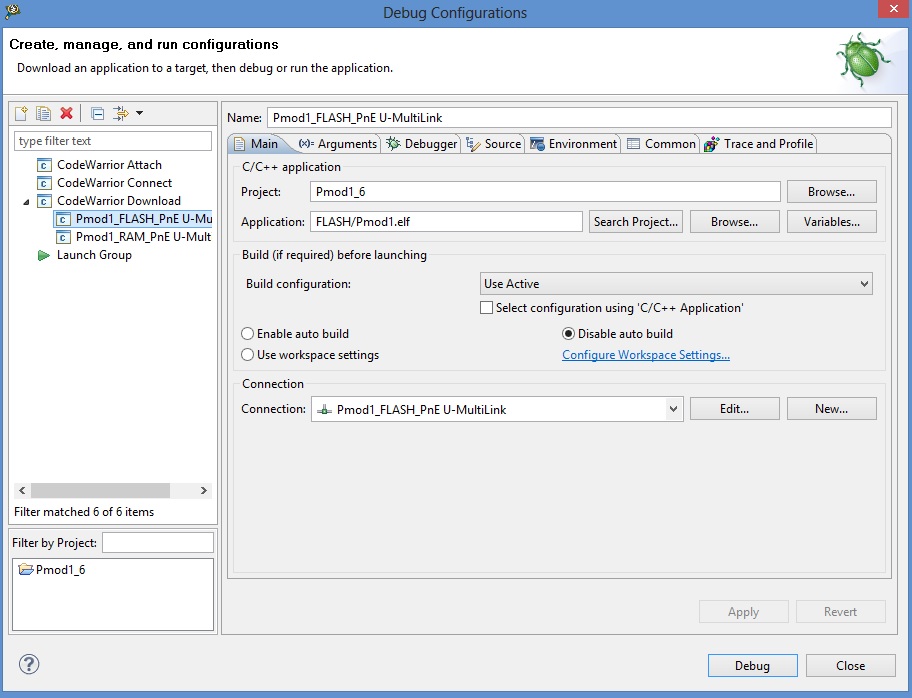 Debug Configurations
Create, manage, and run configurations
Download an application to a target, then debug or run the application.
type filter text
CodeWarrior Attach
CodeWarrior Connect
CodeWarrior Download
Pmod1_FLASH_PnE U-Mu
Pmod1_RAM_PnE U-Mult
Launch Group
Filter matched 6 of 6 items
Filter by Project:
Pmod1_6
Name: Pmod1_FLASH_PnE U-MultiLink
Main (x)= Arguments Debugger Source Environment Common Trace and Profile
C/C++ application
Project: Pmod1_6 Browse...
Application: FLASH/Pmod1.elf Search Project... Browse... Variables...
Build (if required) before launching
Build configuration: Use Active
Select configuration using 'C/C++ Application'
Enable auto build Disable auto build
Use workspace settings Configure Workspace Settings...
Connection
Connection: Pmod1_FLASH_PnE U-MultiLink Edit... New...
Apply Revert
? Debug Close